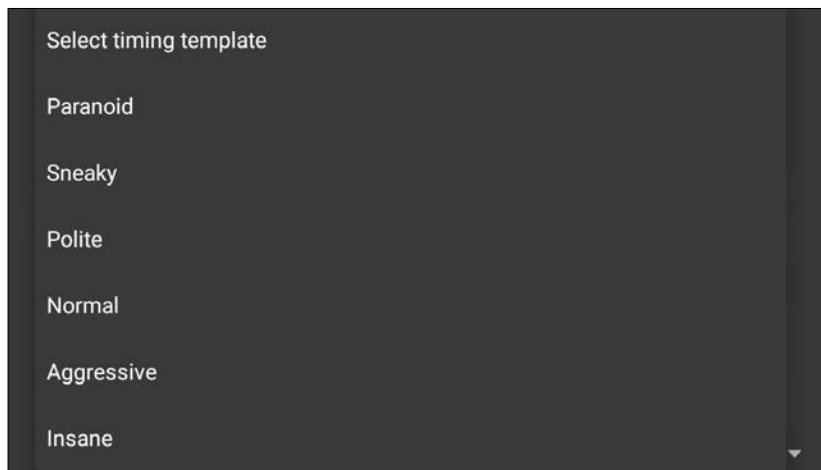 Select timing template
Paranoid
Sneaky
Polite
Normal
Aggressive
Insane